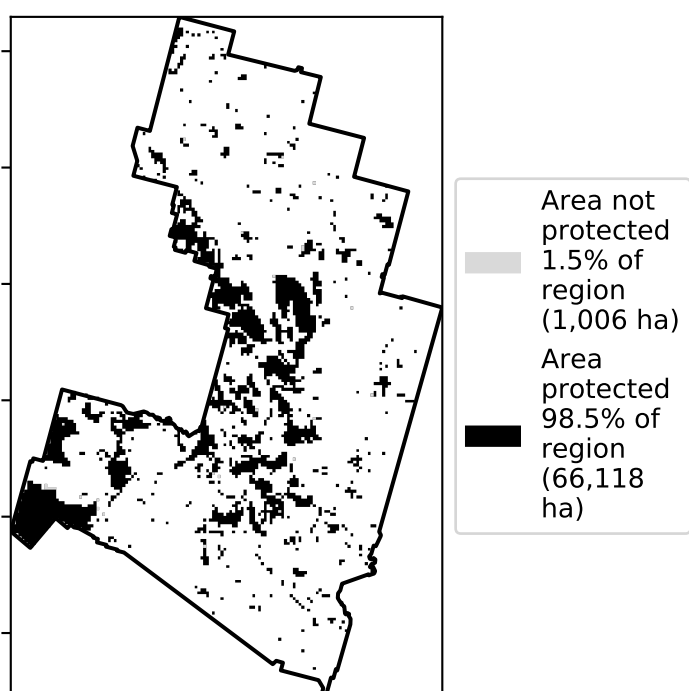 Area not
protected
1.5% of
region
(1,006 ha)
Area
protected
98.5% of
region
(66,118
ha)